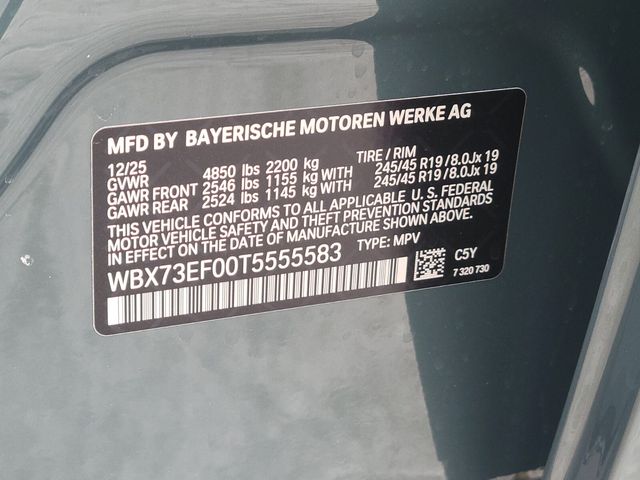 MFD BY BAYERISCHE MOTOREN WERKE AG
12/25 TIRE / RIM
GVWR 4850 lbs 2200 kg
GAWR FRONT 2546 lbs 1155 kg WITH 245/45 R19 / 8.0Jx 19
GAWR REAR 2524 lbs 1145 kg WITH 245/45 R19 / 8.0Jx 19
THIS VEHICLE CONFORMS TO ALL APPLICABLE U. S. FEDERAL
MOTOR VEHICLE SAFETY AND THEFT PREVENTION STANDARDS
IN EFFECT ON THE DATE OF MANUFACTURE SHOWN ABOVE.
WBX73EF00T5555583 TYPE: MPV
C5Y
7 320 730